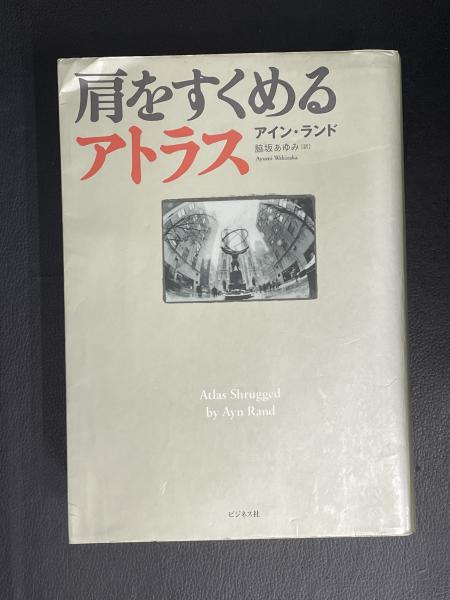 肩をすくめる
アトラス
アイン・ランド
脇坂あゆみ[訳]
Ayumi Wakizaka
Atlas Shrugged
by Ayn Rand
ビジネス社